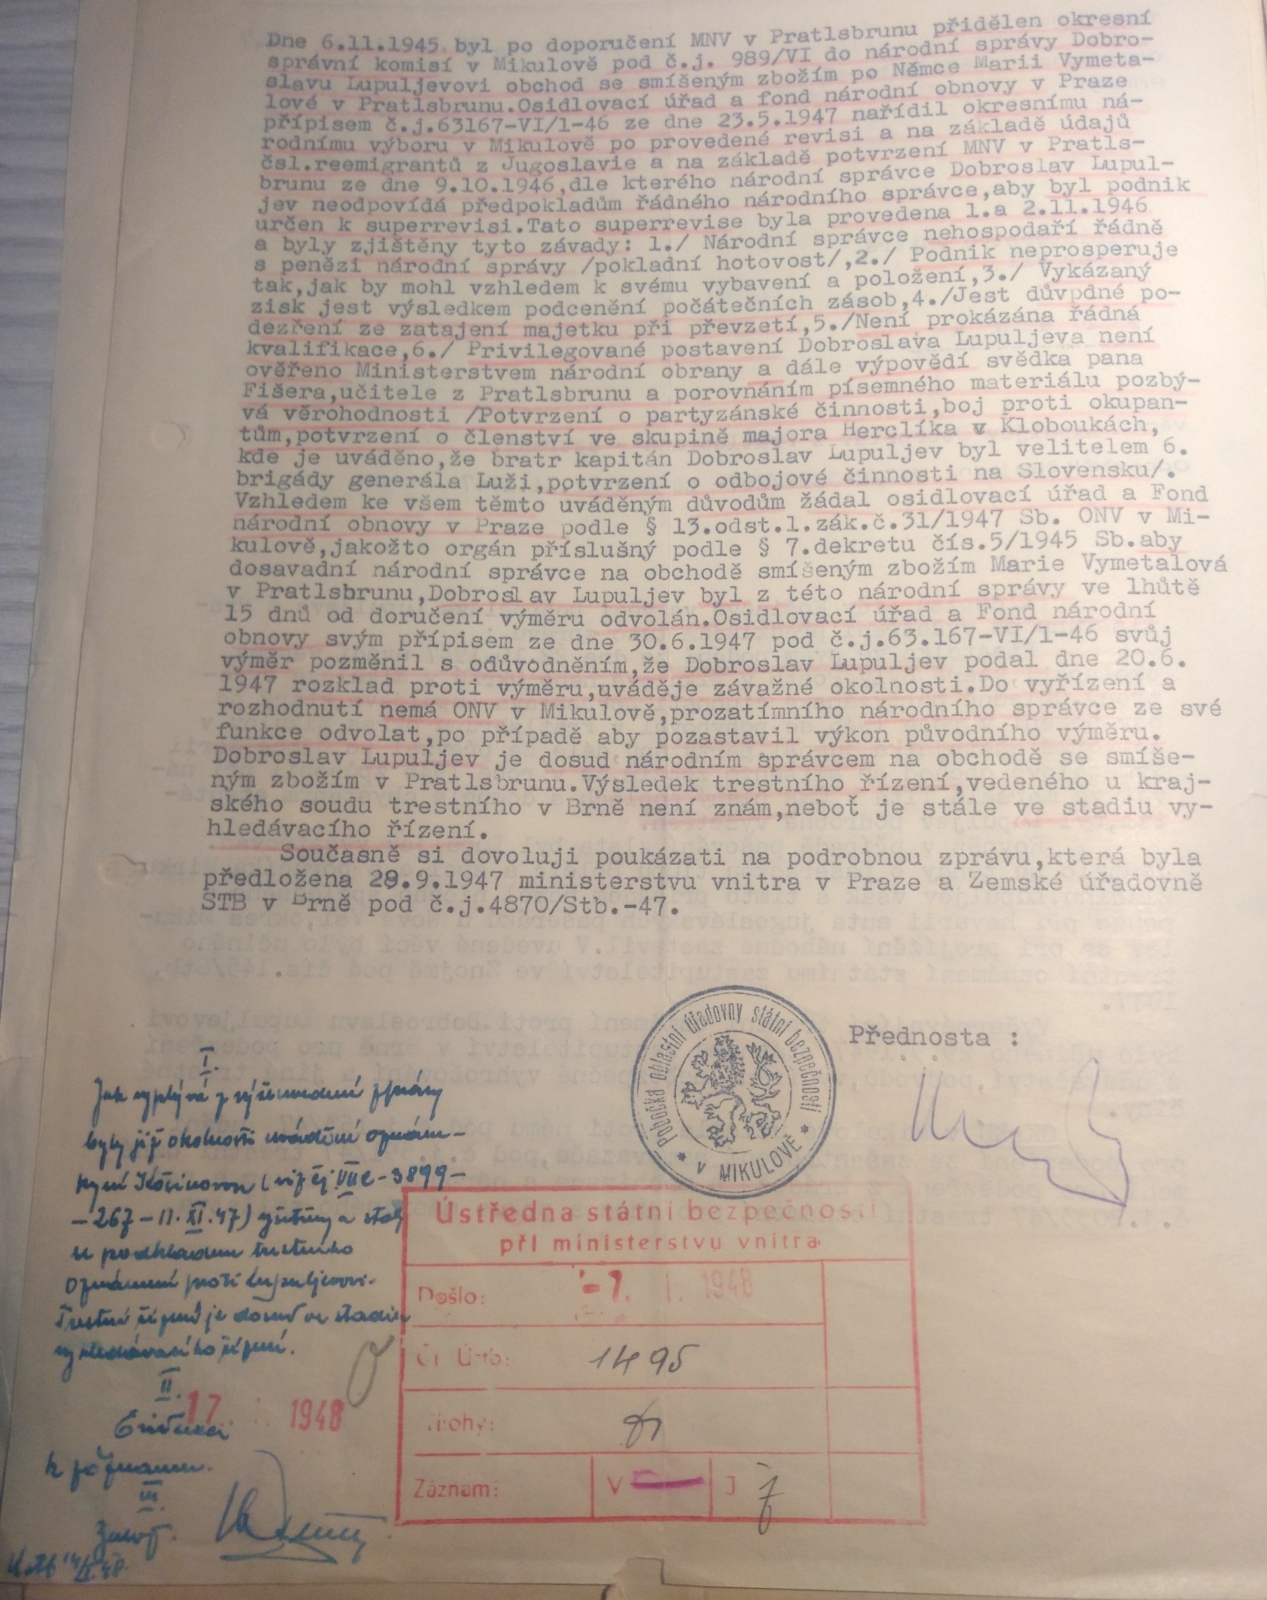 Dne 6.11.1945 byl po doporučení MNV v Pratlsbrunu přidělen okresní
správní komisí v Mikulově pod č.j. 989/VI do národní správy Dobro-
slavu Lupuljevovi obchod se smíšeným zbožím po Němce Marii Vymeta-
lové v Pratlsbrunu.Osidlovací úřad a fond národní obnovy v Praze
přípisem č.j.63167-VI/1-46 ze dne 23.5.1947 nařídil okresnímu ná-
rodnímu výboru v Mikulově po provedené revisi a na základě údajů
čsl.reemigrantů z Jugoslavie a na základě potvrzení MNV v Pratls-
brunu ze dne 9.10.1946,dle kterého národní správce Dobroslav Lupul-
jev neodpovídá předpokladům řádného národního správce,aby byl podnik
určen k superrevisi.Tato superrevise byla provedena 1.a 2.11.1946
a byly zjištěny tyto závady: 1./ Národní správce nehospodaří řádně
s penězi národní správy /pokladní hotovost/,2./ Podnik neprosperuje
tak,jak by mohl vzhledem k svému vybavení a položení,3./ Vykázaný
zisk jest výsledkem podcenění počátečních zásob,4./Jest důvpdné po-
dezření ze zatajení majetku při převzetí,5./Není prokázána řádná
kvalifikace,6./ Privilegované postavení Dobroslava Lupuljeva není
ověřeno Ministerstvem národní obrany a dále výpovědí svědka pana
Fišera,učitele z Pratlsbrunu a porovnáním písemného materiálu pozbý-
vá věrohodnosti /Potvrzení o partyzánské činnosti,boj proti okupan-
tům,potvrzení o členství ve skupině majora Herclíka v Kloboukách,
kde je uváděno,že bratr kapitán Dobroslav Lupuljev byl velitelem 6.
brigády generála Luži,potvrzení o odbojové činnosti na Slovensku/.
Vzhledem ke všem těmto uváděným důvodům žádal osidlovací úřad a Fond
národní obnovy v Praze podle § 13.odst.1.zák.č.31/1947 Sb. ONV v Mi-
kulově,jakožto orgán příslušný podle § 7.dekretu čís.5/1945 Sb.aby
dosavadní národní správce na obchodě smíšeným zbožím Marie Vymetalová
v Pratlsbrunu,Dobroslav Lupuljev byl z této národní správy ve lhůtě
15 dnů od doručení výměru odvolán.Osidlovací úřad a Fond národní
obnovy svým přípisem ze dne 30.6.1947 pod č.j.63.167-VI/1-46 svůj
výměr pozměnil s odůvodněním,že Dobroslav Lupuljev podal dne 20.6.
1947 rozklad proti výměru,uváděje závažné okolnosti.Do vyřízení a
rozhodnutí nemá ONV v Mikulově,prozatímního národního správce ze své
funkce odvolat,po případě aby pozastavil výkon původního výměru.
Dobroslav Lupuljev je dosud národním správcem na obchodě se smíše-
ným zbožím v Pratlsbrunu.Výsledek trestního řízení,vedeného u kraj-
ského soudu trestního v Brně není znám,neboť je stále ve stadiu vy-
hledávacího řízení.
Současně si dovoluji poukázati na podrobnou zprávu,která byla
předložena 29.9.1947 ministerstvu vnitra v Praze a Zemské úřadovně
STB v Brně pod č.j.4870/Stb.-47.
Přednosta :
Pobočka oblastní úřadovny státní bezpečnosti
v MIKULOVĚ
I.
Jak vyplývá z výšeuvedené zprávy
byly již okolnosti uváděné oznám-
Kořínkovou (viz čj VIIc-3899-
-267-11.XI.47)
se podkladem trestního
oznámení proti Lupuljevovi.
Trestní řízení je dosud ve stadiu
vyhledávacího řízení.
II.
17. 1948
k
III.
Ústředna státní bezpečnosti
při ministerstvu vnitra
Došlo: -7. I. 1948
Čj. Ústb: 1495
Přílohy:
Záznam: V J